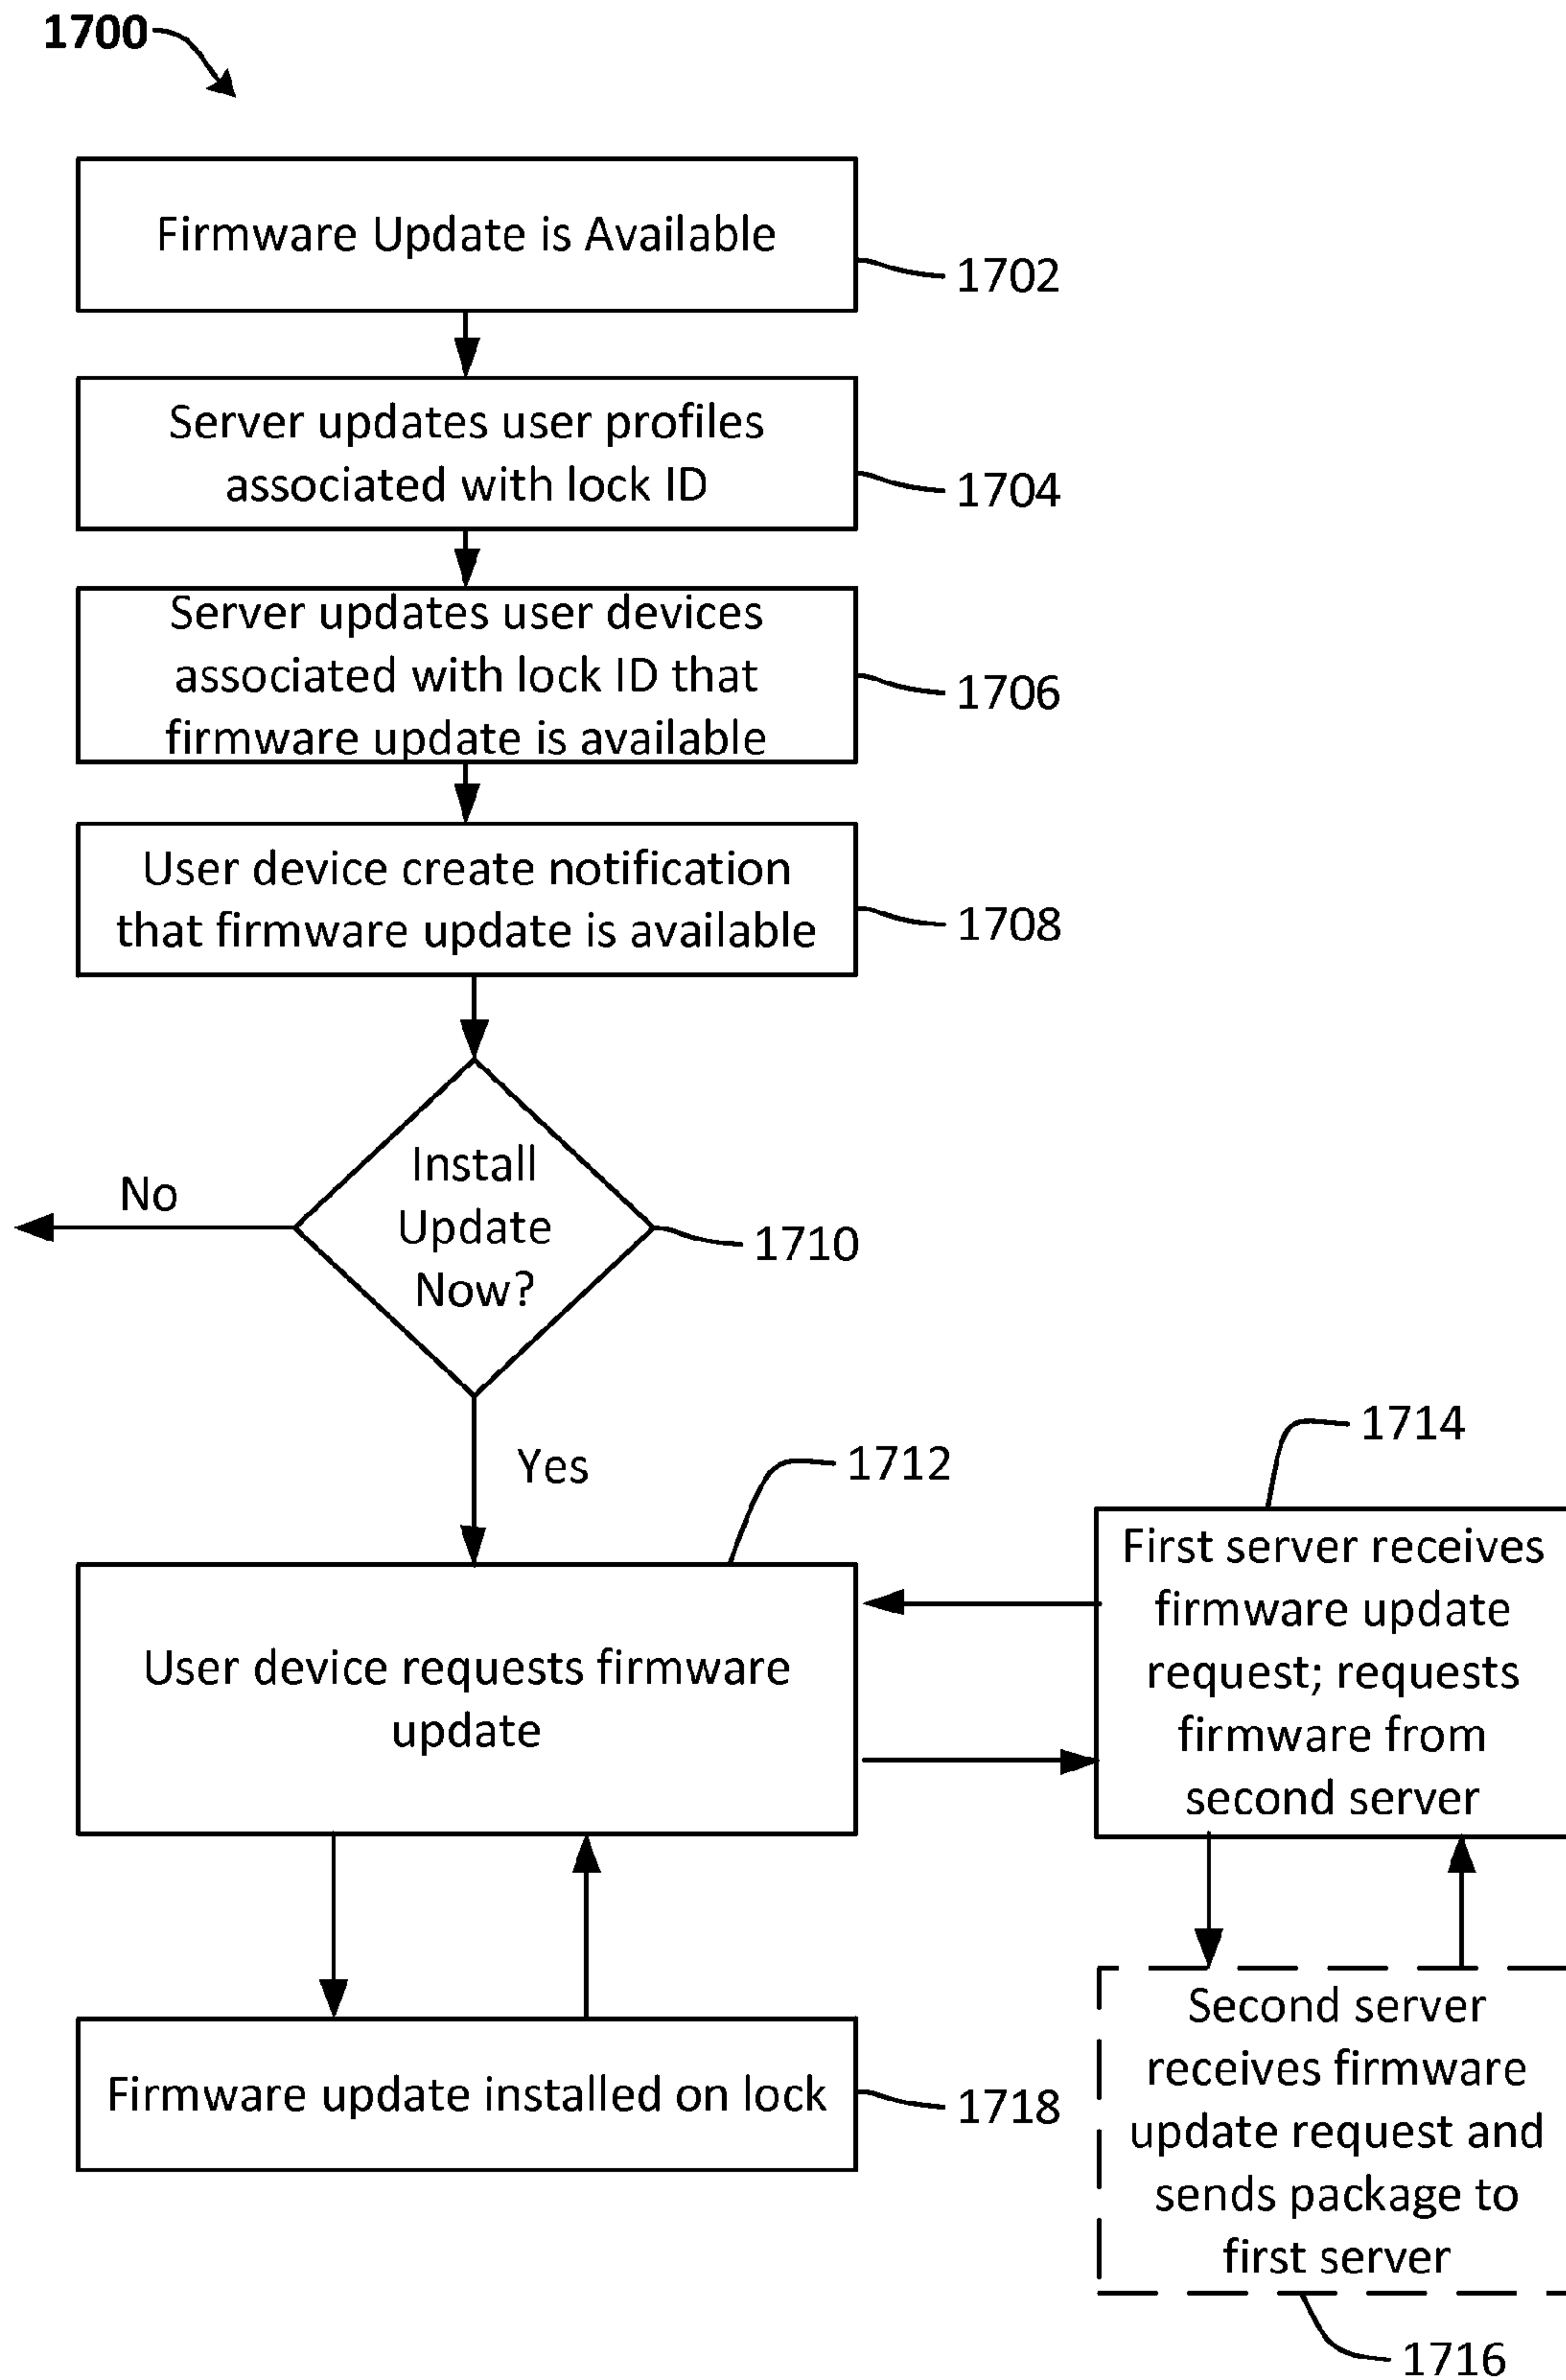 1700
Firmware Update is Available
1702
Server updates user profiles
associated with lock ID
1704
Server updates user devices
associated with lock ID that
firmware update is available
1706
User device create notification
that firmware update is available
1708
Install
Update
Now?
No
1710
Yes
1712
User device requests firmware
update
1714
First server receives
firmware update
request; requests
firmware from
second server
Firmware update installed on lock
1718
Second server
receives firmware
update request and
sends package to
first server
1716